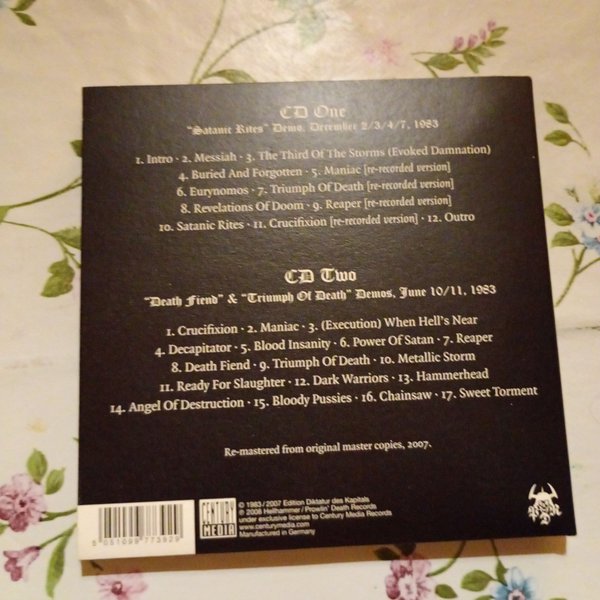 CD One
"Satanic Rites" Demo, December 2/3/4/7, 1983
1. Intro · 2. Messiah · 3. The Third Of The Storms (Evoked Damnation)
4. Buried And Forgotten · 5. Maniac [re-recorded version]
6. Eurynomos · 7. Triumph Of Death [re-recorded version]
8. Revelations Of Doom · 9. Reaper [re-recorded version]
10. Satanic Rites · 11. Crucifixion [re-recorded version] · 12. Outro
CD Two
"Death Fiend" & "Triumph Of Death" Demos, June 10/11, 1983
1. Crucifixion · 2. Maniac · 3. (Execution) When Hell's Near
4. Decapitator · 5. Blood Insanity · 6. Power Of Satan · 7. Reaper
8. Death Fiend · 9. Triumph Of Death · 10. Metallic Storm
11. Ready For Slaughter · 12. Dark Warriors · 13. Hammerhead
14. Angel Of Destruction · 15. Bloody Pussies · 16. Chainsaw · 17. Sweet Torment
Re-mastered from original master copies, 2007.
CENTURY
MEDIA
© 1983/2007 Edition Diktatur des Kapitals
℗ 2008 Hellhammer / Prowlin' Death Records
under exclusive license to Century Media Records
www.centurymedia.com
Manufactured in Germany